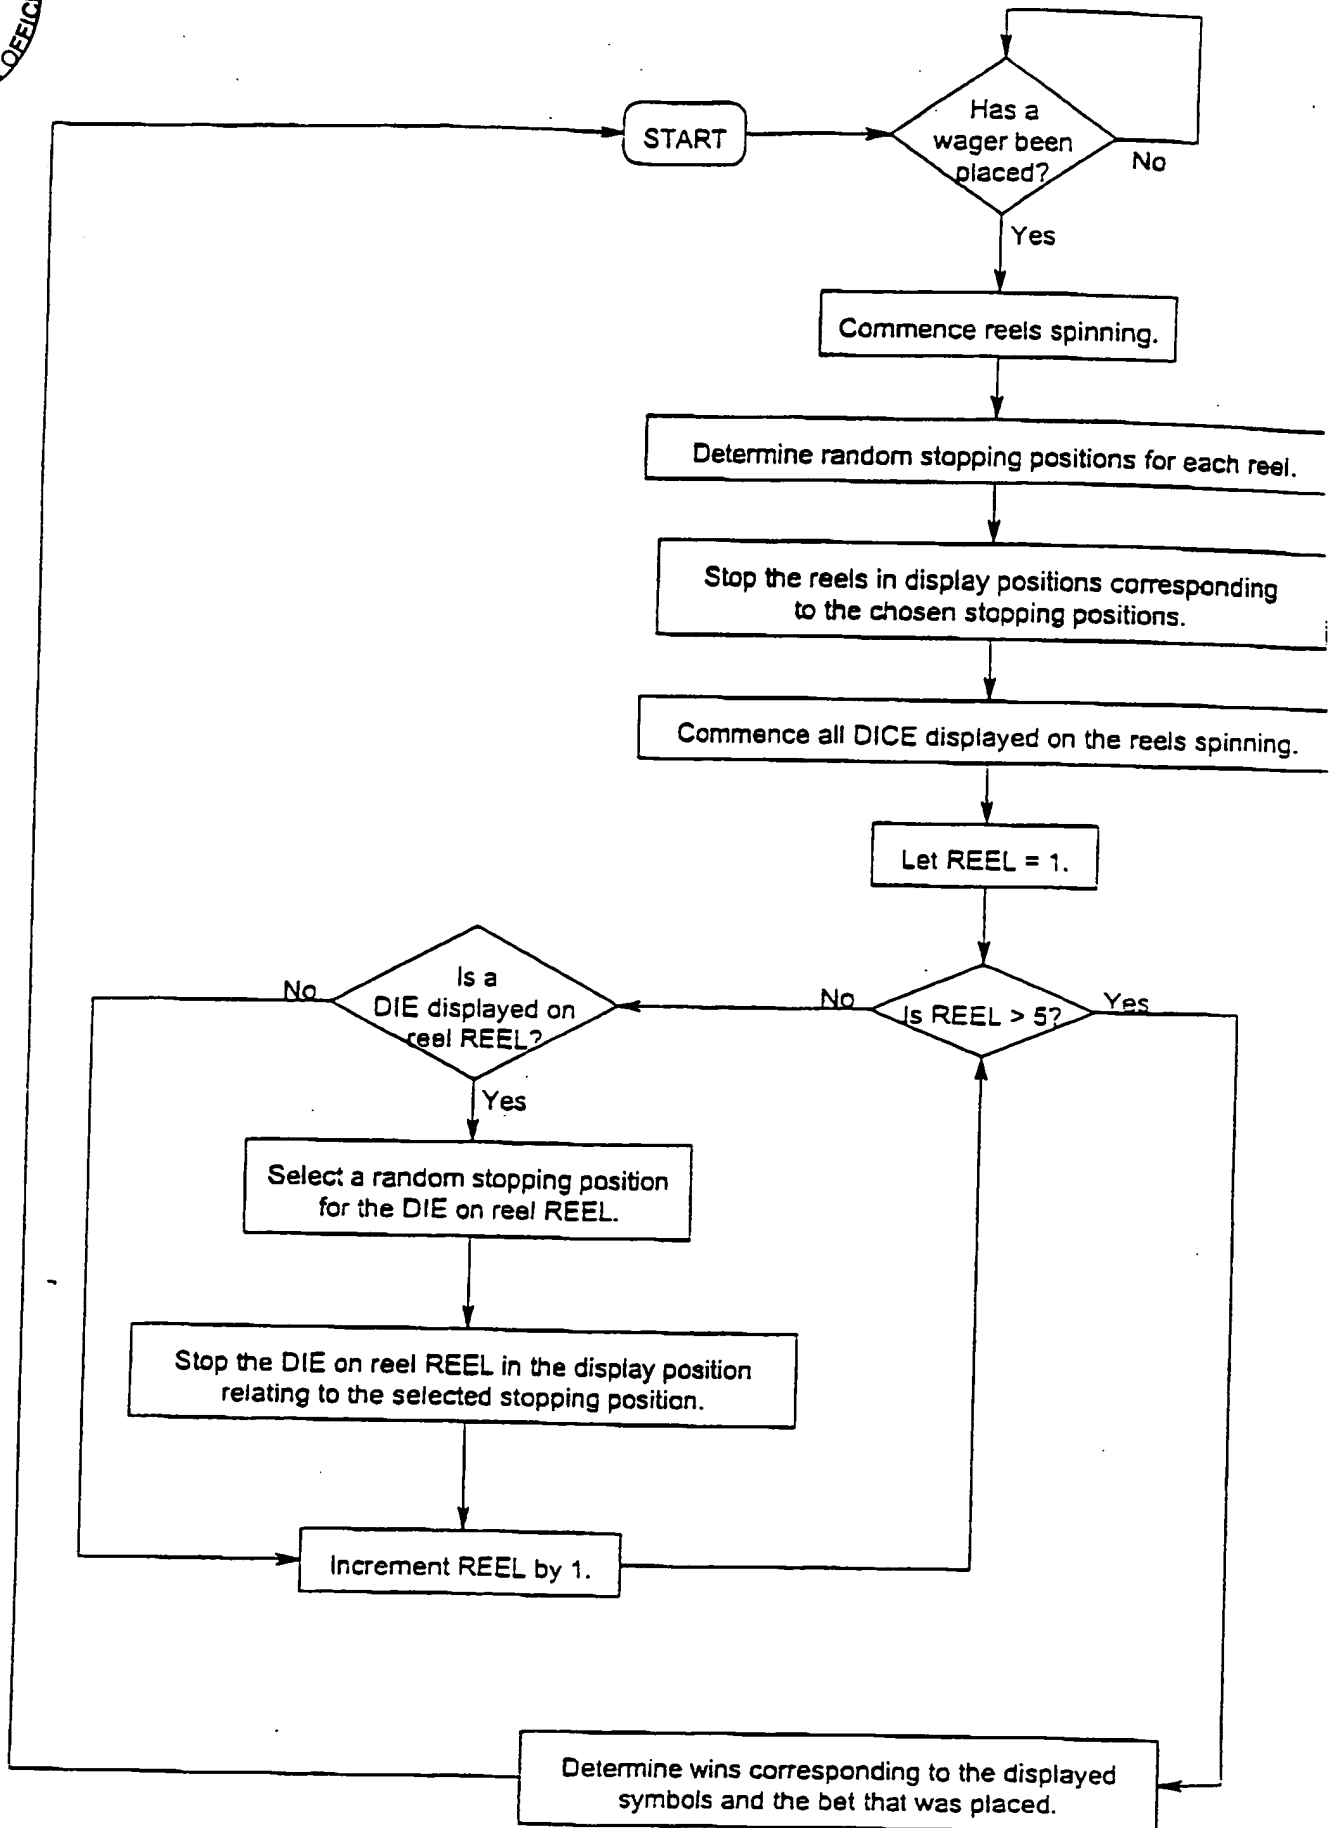 OFFIC
START
Has a
wager been
placed?
No
Yes
Commence reels spinning.
Determine random stopping positions for each reel.
Stop the reels in display positions corresponding
to the chosen stopping positions.
Commence all DICE displayed on the reels spinning.
Let REEL = 1.
Is REEL > 5?
No
Yes
Is a
DIE displayed on
reel REEL?
No
Yes
Select a random stopping position
for the DIE on reel REEL.
Stop the DIE on reel REEL in the display position
relating to the selected stopping position.
Increment REEL by 1.
Determine wins corresponding to the displayed
symbols and the bet that was placed.